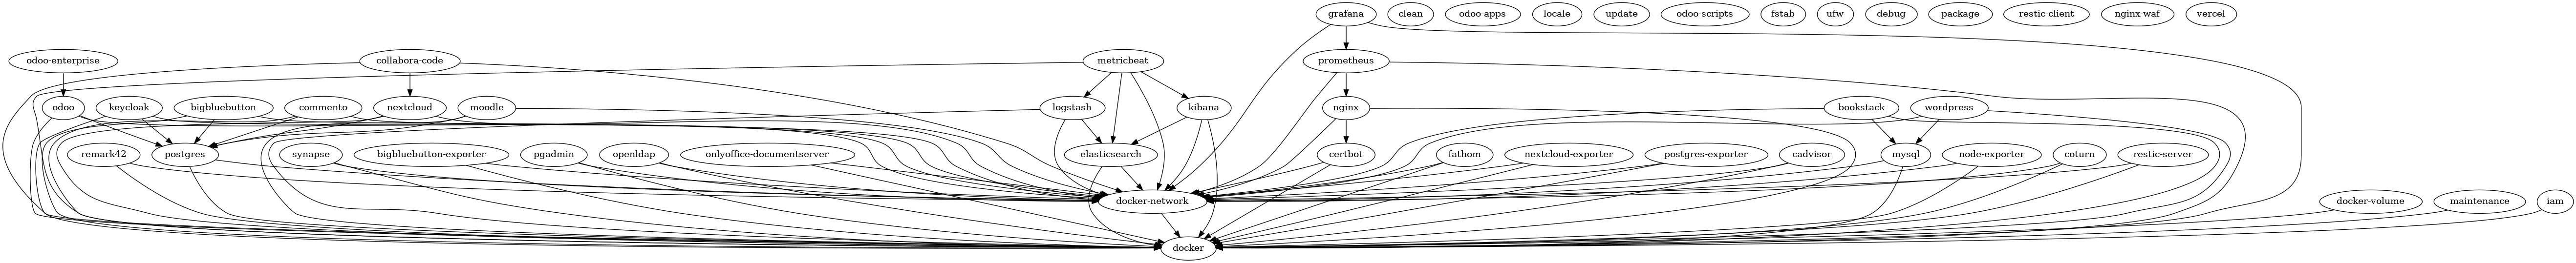 grafana
clean
odoo-apps
locale
update
odoo-scripts
fstab
ufw
debug
package
restic-client
nginx-waf
vercel
odoo-enterprise
collabora-code
metricbeat
prometheus
odoo
keycloak
bigbluebutton
commento
nextcloud
moodle
logstash
kibana
nginx
bookstack
wordpress
remark42
postgres
synapse
bigbluebutton-exporter
pgadmin
openldap
onlyoffice-documentserver
elasticsearch
certbot
fathom
nextcloud-exporter
postgres-exporter
cadvisor
mysql
node-exporter
coturn
restic-server
docker-network
docker-volume
maintenance
iam
docker